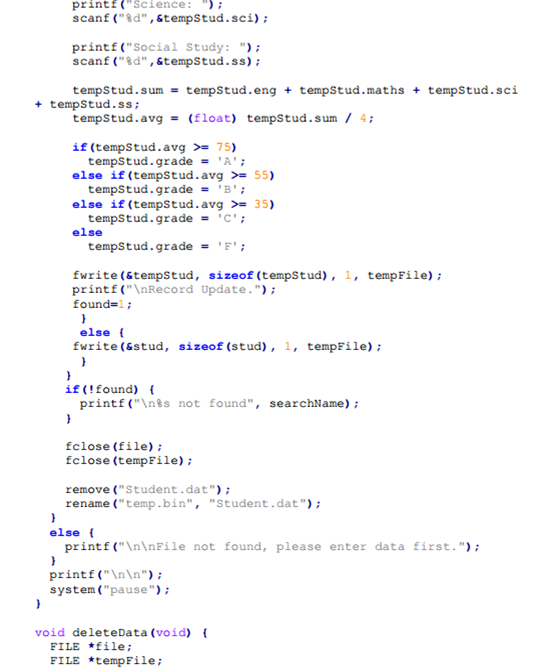 printf("Science: ");
scanf("%d",&tempStud.sci);
printf("Social Study: ");
scanf("%d",&tempStud.ss);
tempStud.sum = tempStud.eng + tempStud.maths + tempStud.sci
+ tempStud.ss;
tempStud.avg = (float) tempStud.sum / 4;
if(tempStud.avg >= 75)
tempStud.grade = 'A';
else if(tempStud.avg >= 55)
tempStud.grade = 'B';
else if(tempStud.avg >= 35)
tempStud.grade = 'C';
else
tempStud.grade = 'F';
fwrite(&tempStud, sizeof(tempStud), 1, tempFile);
printf("\nRecord Update.");
found=1;
}
else {
fwrite(&stud, sizeof(stud), 1, tempFile);
}
}
if(!found) {
printf("\n%s not found", searchName);
}
fclose(file);
fclose(tempFile);
remove("Student.dat");
rename("temp.bin", "Student.dat");
}
else {
printf("\n\nFile not found, please enter data first.");
}
printf("\n\n");
system("pause");
}
void deleteData(void) {
FILE *file;
FILE *tempFile;